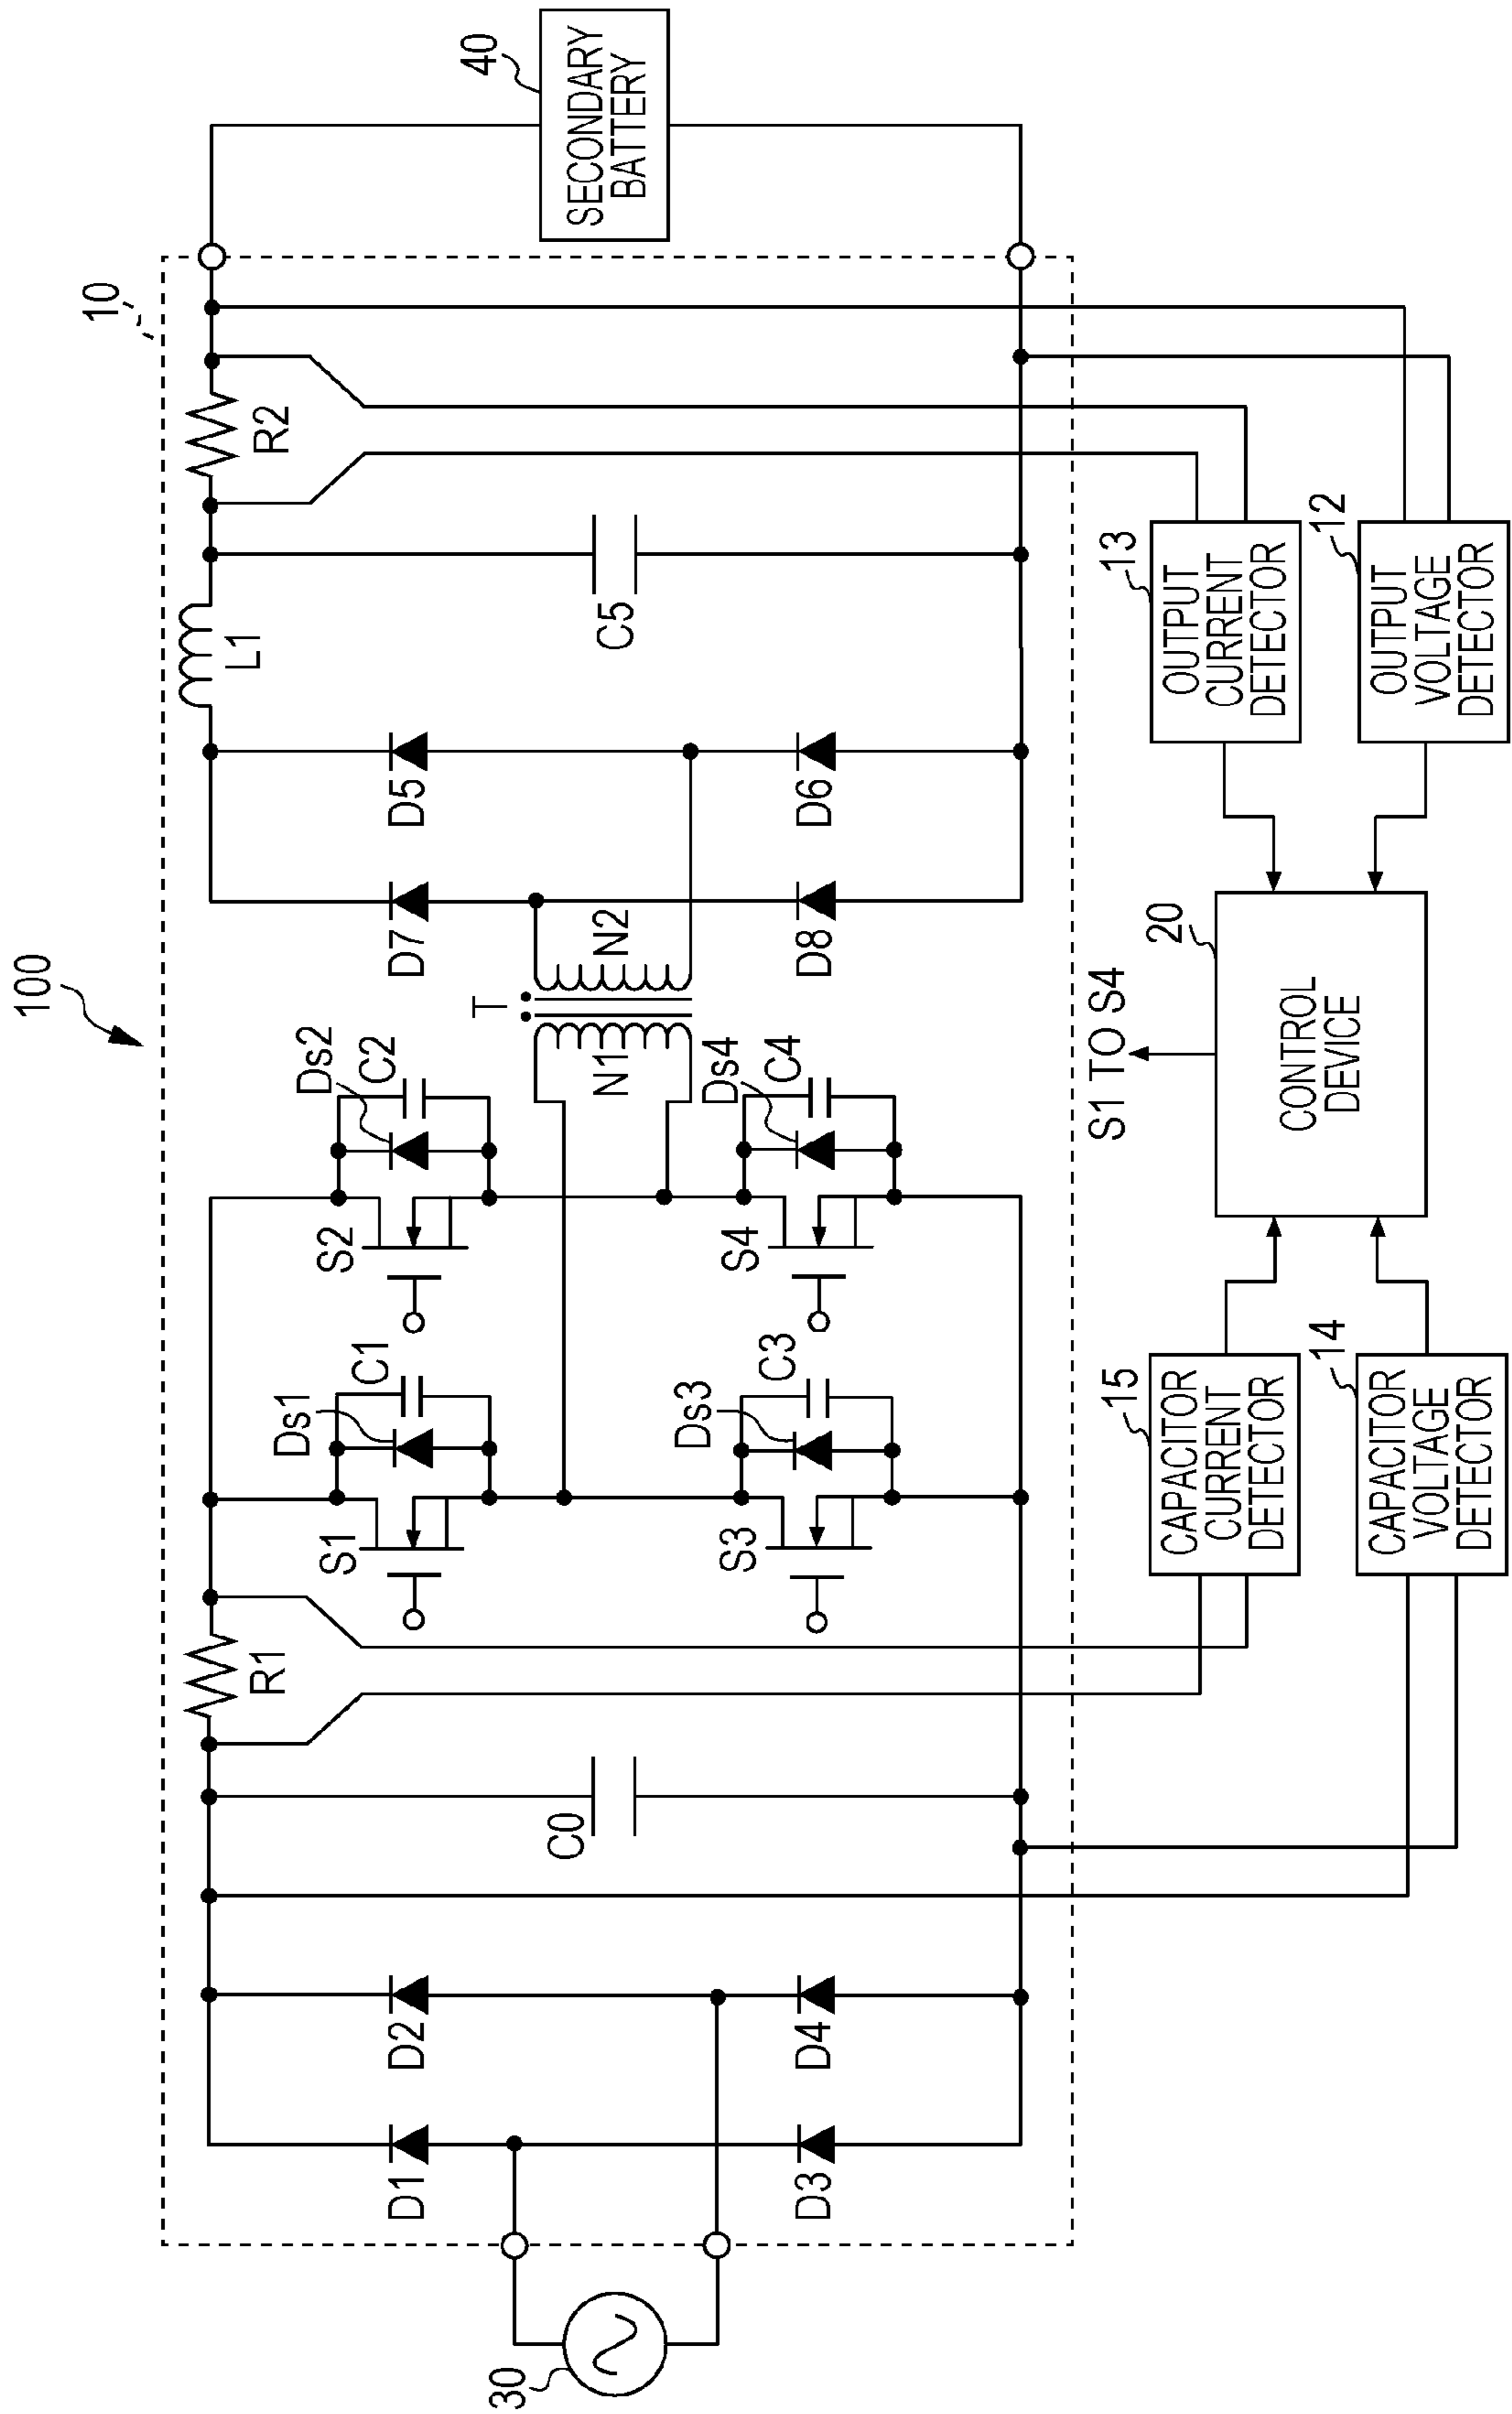 100
10
R1
R2
L1
S1
Ds1
C1
S2
Ds2
C2
D1
D2
D7
D5
T
N1
N2
C0
C5
30
40
SECONDARY
BATTERY
S3
Ds3
C3
S4
Ds4
C4
D3
D4
D8
D6
S1 TO S4
15
CAPACITOR
CURRENT
DETECTOR
20
CONTROL
DEVICE
13
OUTPUT
CURRENT
DETECTOR
14
CAPACITOR
VOLTAGE
DETECTOR
12
OUTPUT
VOLTAGE
DETECTOR